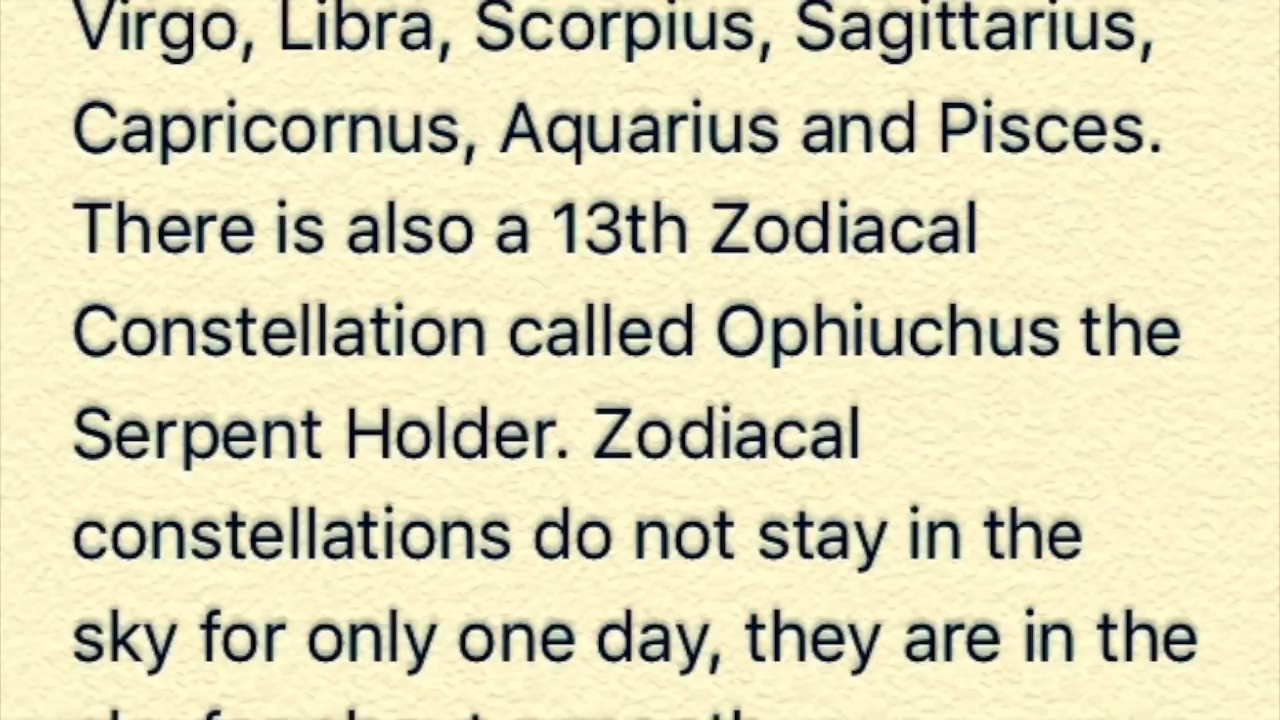 Virgo, Libra, Scorpius, Sagittarius,
Capricornus, Aquarius and Pisces.
There is also a 13th Zodiacal
Constellation called Ophiuchus the
Serpent Holder. Zodiacal
constellations do not stay in the
sky for only one day, they are in the